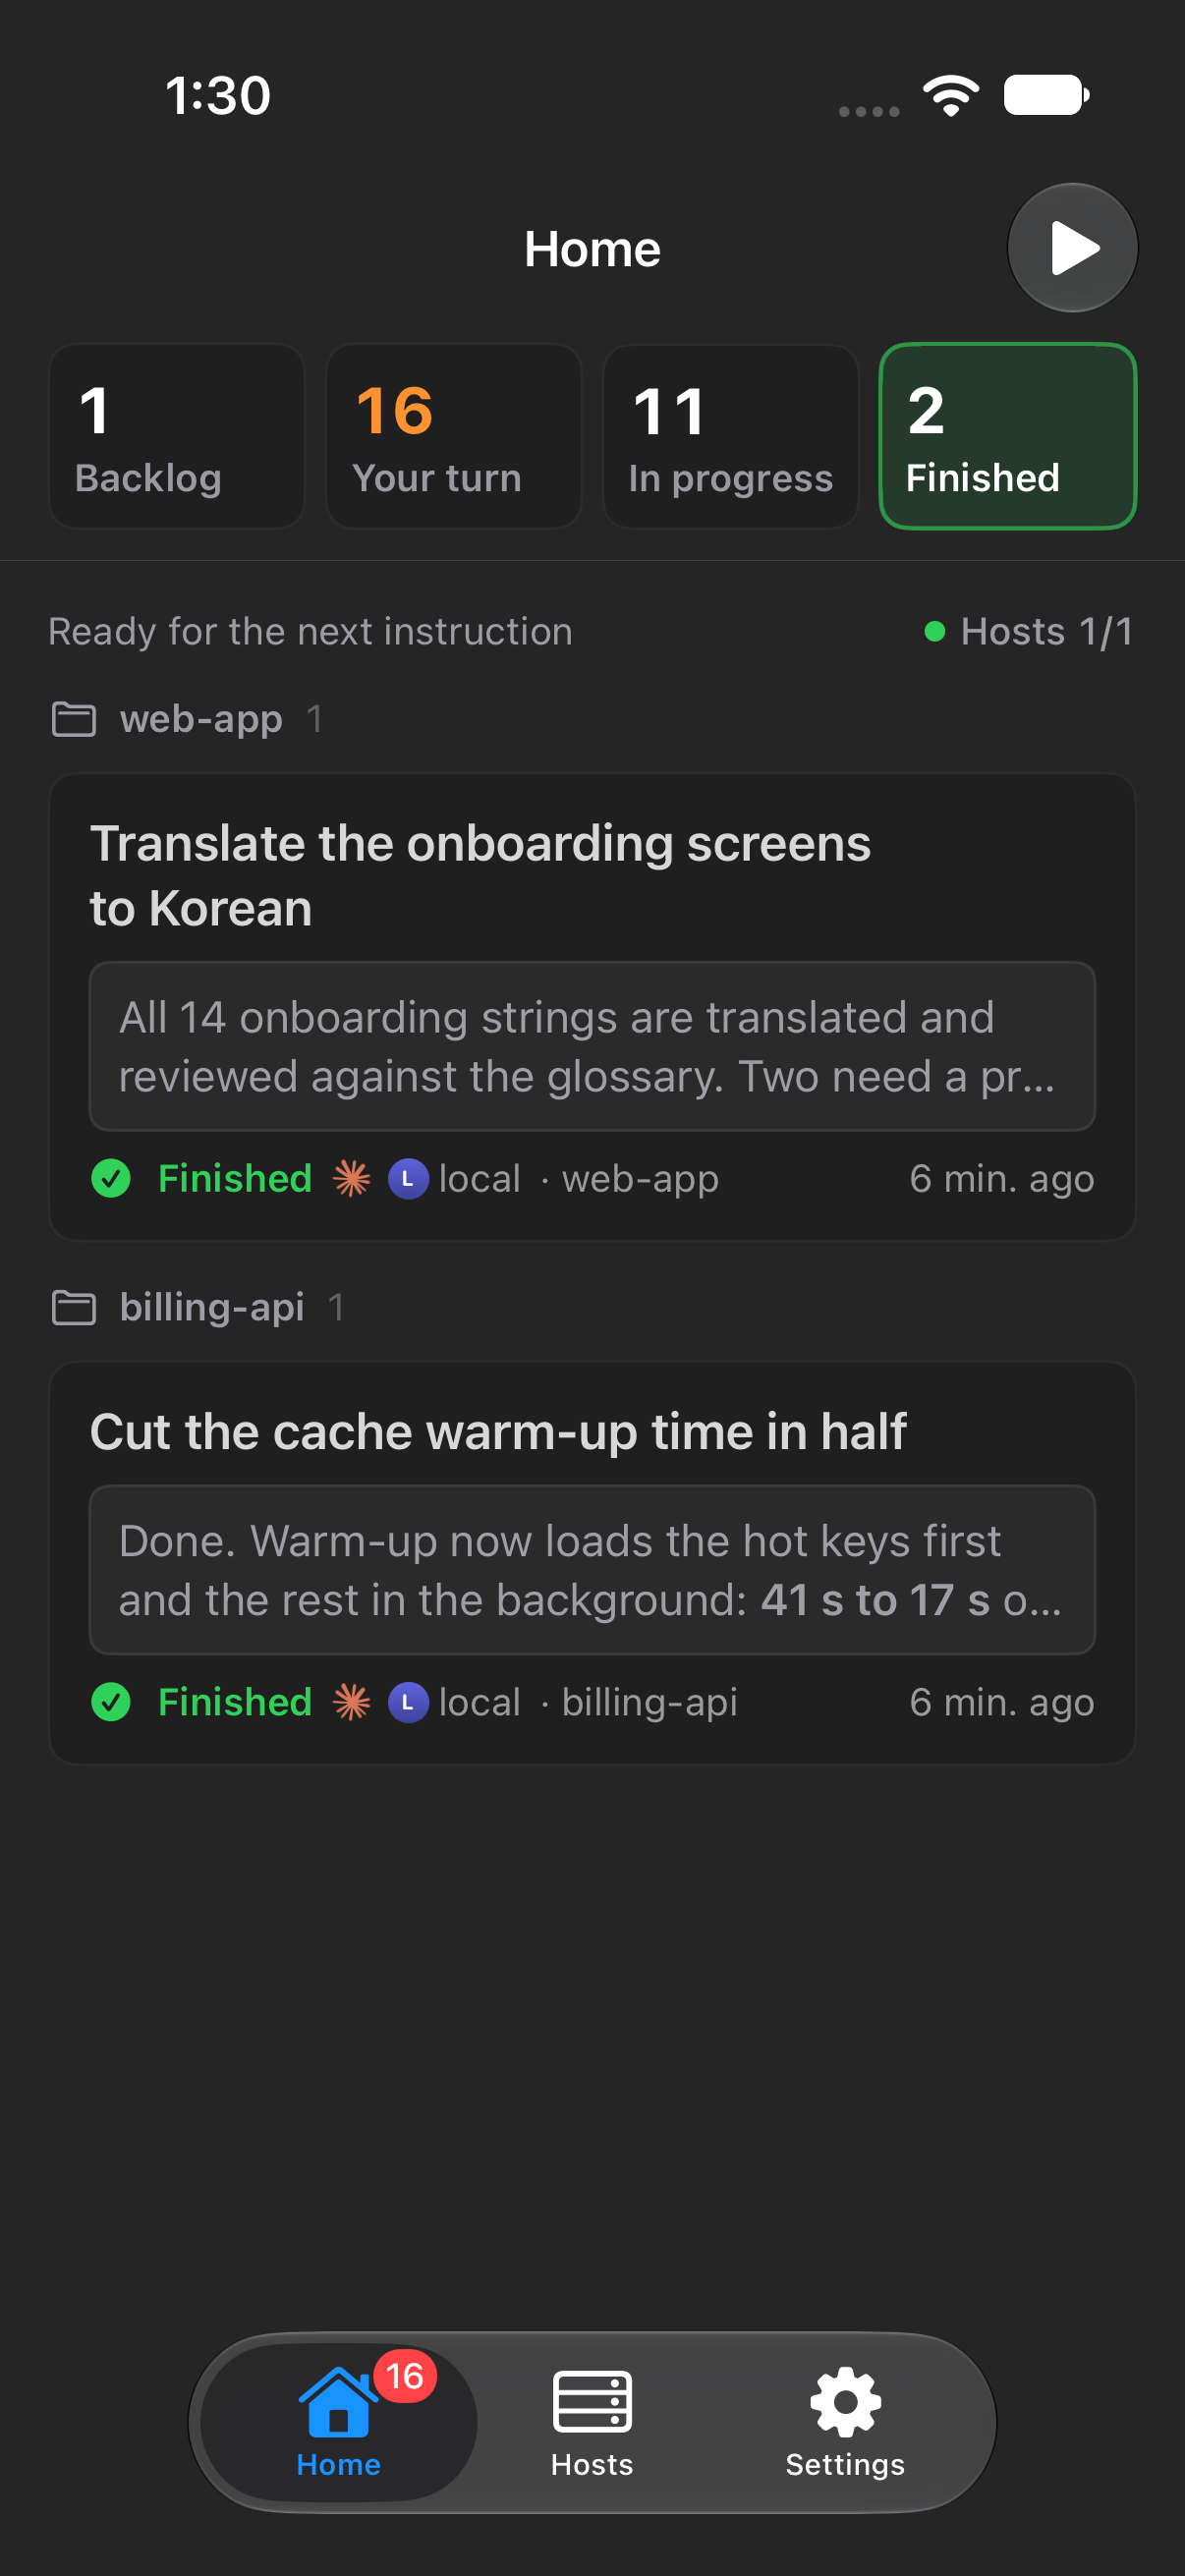 1:30
Home
1
Backlog
16
Your turn
11
In progress
2
Finished
Ready for the next instruction
Hosts 1/1
web-app 1
Translate the onboarding screens
to Korean
All 14 onboarding strings are translated and
reviewed against the glossary. Two need a pr...
Finished L local · web-app 6 min. ago
billing-api 1
Cut the cache warm-up time in half
Done. Warm-up now loads the hot keys first
and the rest in the background: 41 s to 17 s o...
Finished L local · billing-api 6 min. ago
16
Home
Hosts
Settings